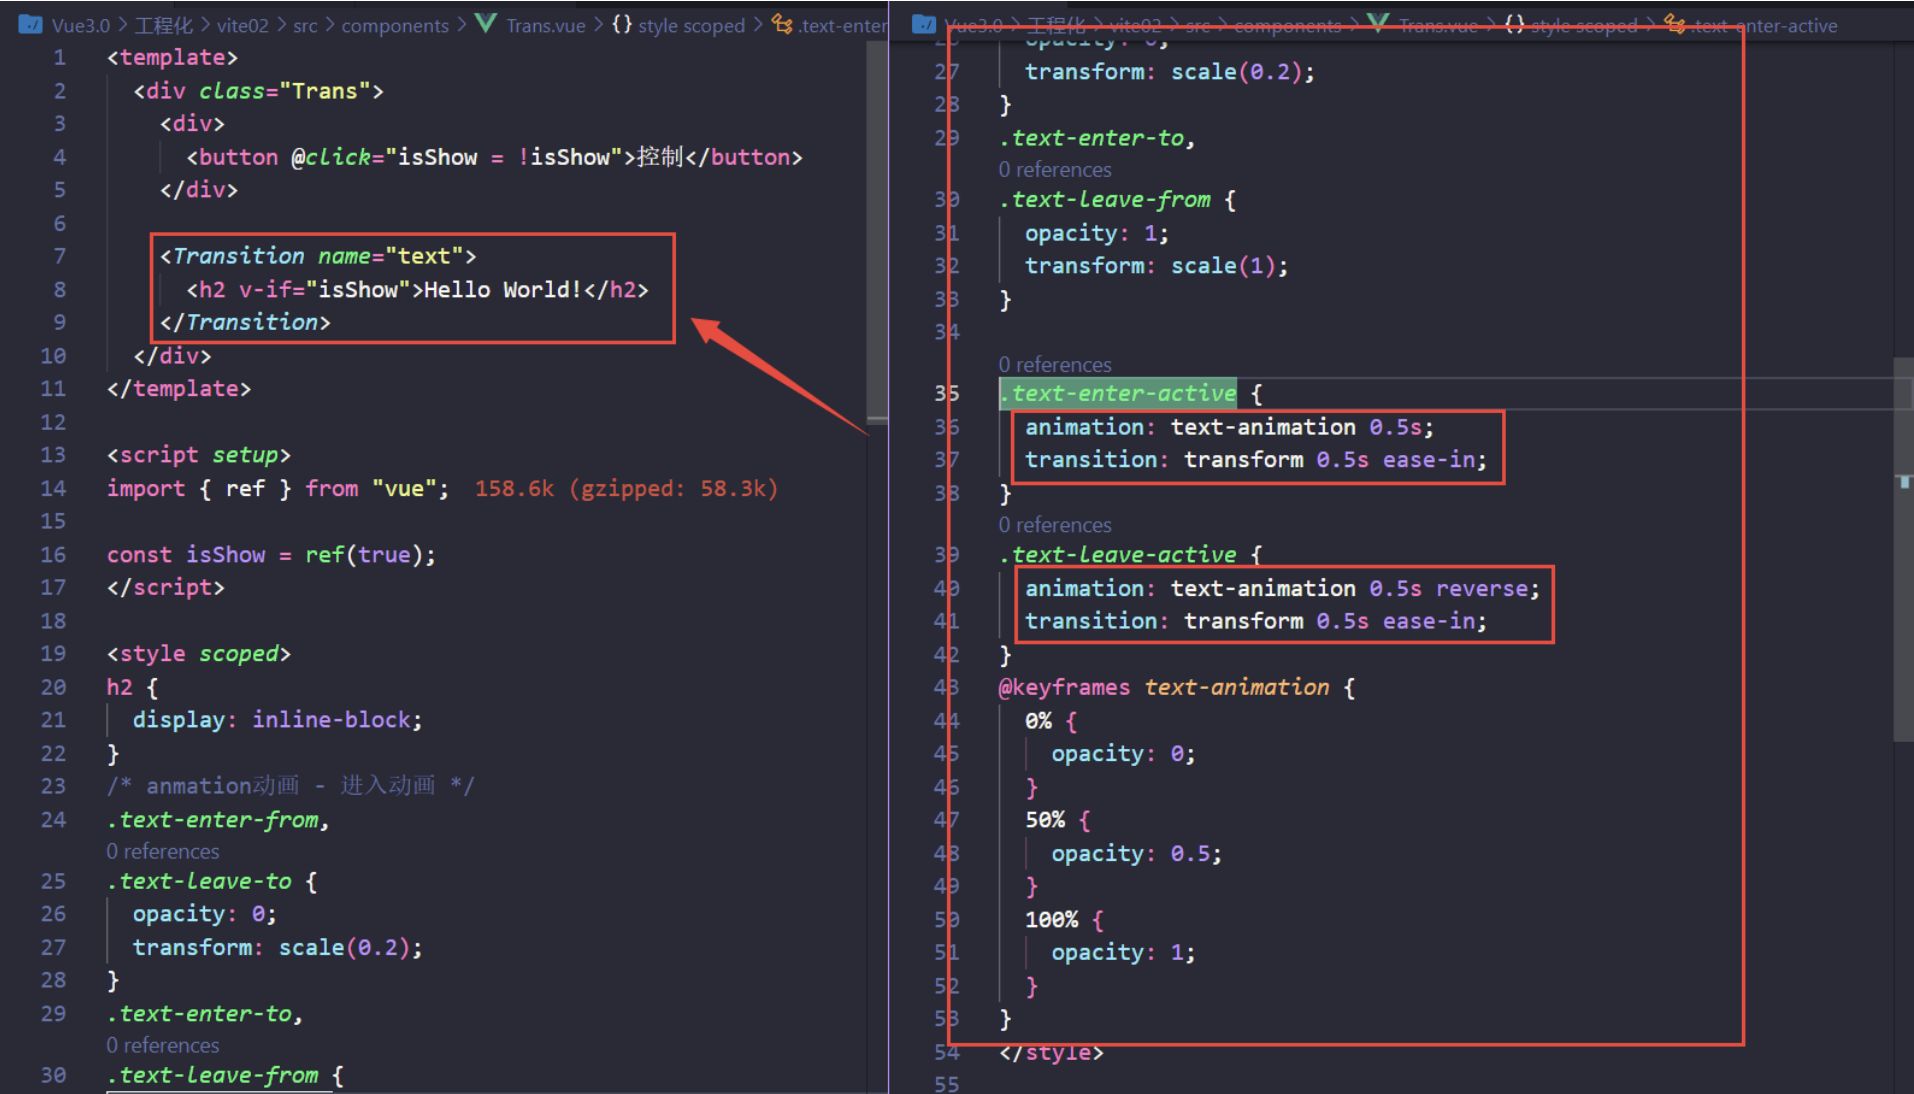 Vue3.0 > 工程化 > vite02 > src > components > Trans.vue > {} style scoped > .text-enter
1 <template>
2 <div class="Trans">
3 <div>
4 <button @click="isShow = !isShow">控制</button>
5 </div>
6
7 <Transition name="text">
8 <h2 v-if="isShow">Hello World!</h2>
9 </Transition>
10 </div>
11 </template>
12
13 <script setup>
14 import { ref } from "vue"; 158.6k (gzipped: 58.3k)
15
16 const isShow = ref(true);
17 </script>
18
19 <style scoped>
20 h2 {
21 display: inline-block;
22 }
23 /* anmation动画 - 进入动画 */
24 .text-enter-from,
0 references
25 .text-leave-to {
26 opacity: 0;
27 transform: scale(0.2);
28 }
29 .text-enter-to,
0 references
30 .text-leave-from {
Vue3.0 > 工程化 > vite02 > src > components > Trans.vue > {} style scoped > .text-enter-active
26 opacity: 0;
27 transform: scale(0.2);
28 }
29 .text-enter-to,
0 references
30 .text-leave-from {
31 opacity: 1;
32 transform: scale(1);
33 }
34
0 references
35 .text-enter-active {
36 animation: text-animation 0.5s;
37 transition: transform 0.5s ease-in;
38 }
0 references
39 .text-leave-active {
40 animation: text-animation 0.5s reverse;
41 transition: transform 0.5s ease-in;
42 }
43 @keyframes text-animation {
44 0% {
45 opacity: 0;
46 }
47 50% {
48 opacity: 0.5;
49 }
50 100% {
51 opacity: 1;
52 }
53 }
54 </style>
55